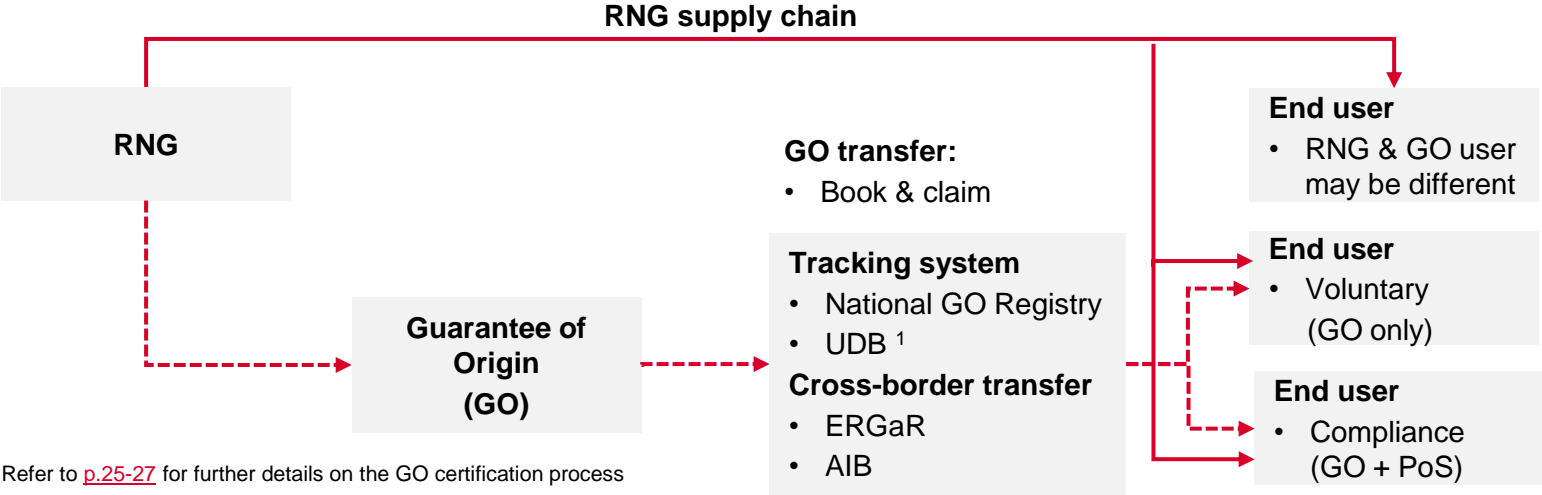 RNG supply chain
RNG
GO transfer:
• Book & claim
Guarantee of
Origin
(GO)
Tracking system
• National GO Registry
• UDB ¹
Cross-border transfer
• ERGaR
• AIB
End user
• RNG & GO user
may be different
End user
• Voluntary
(GO only)
End user
• Compliance
(GO + PoS)
Refer to p.25-27 for further details on the GO certification process